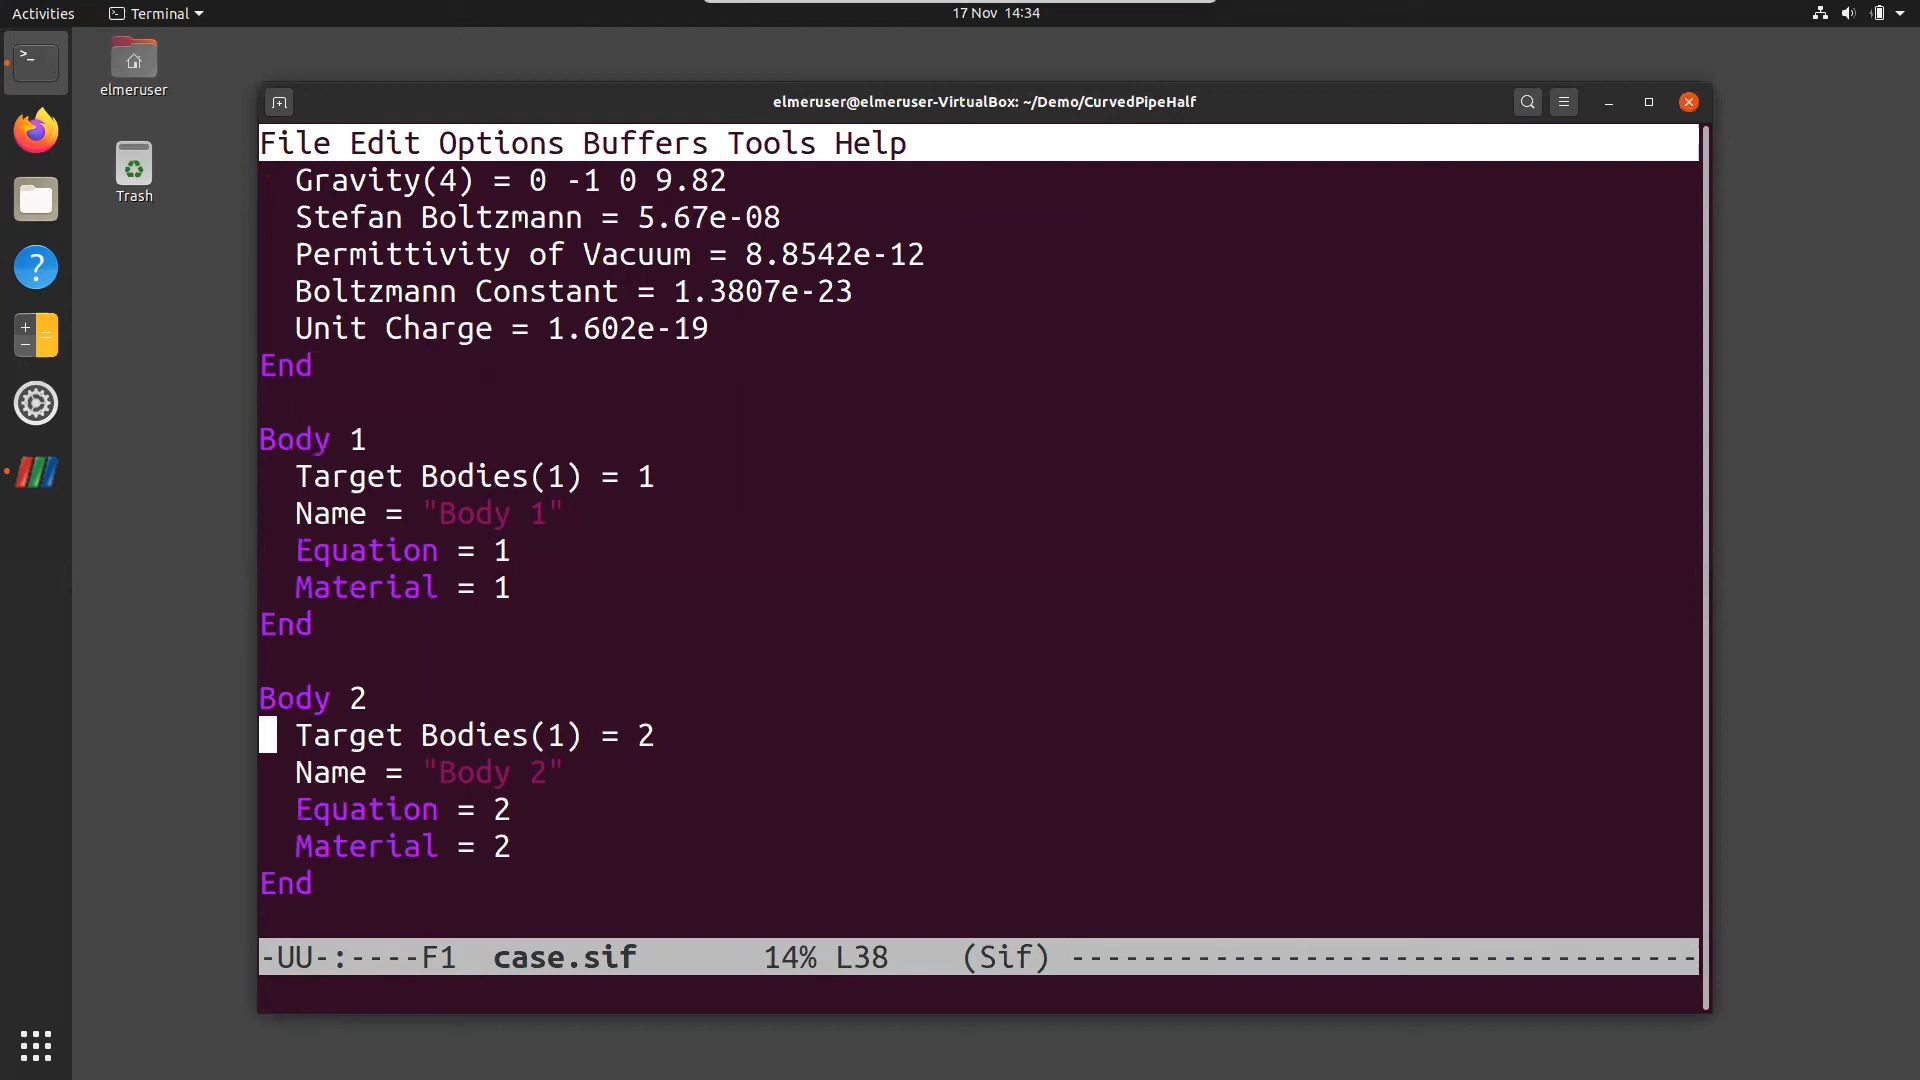 Activities
Terminal
17 Nov 14:34
elmeruser
Trash
elmeruser@elmeruser-VirtualBox: ~/Demo/CurvedPipeHalf
File Edit Options Buffers Tools Help
Gravity(4) = 0 -1 0 9.82
Stefan Boltzmann = 5.67e-08
Permittivity of Vacuum = 8.8542e-12
Boltzmann Constant = 1.3807e-23
Unit Charge = 1.602e-19
End
Body 1
Target Bodies(1) = 1
Name = "Body 1"
Equation = 1
Material = 1
End
Body 2
Target Bodies(1) = 2
Name = "Body 2"
Equation = 2
Material = 2
End
-UU-:----F1 case.sif 14% L38 (Sif) -----------------------------------